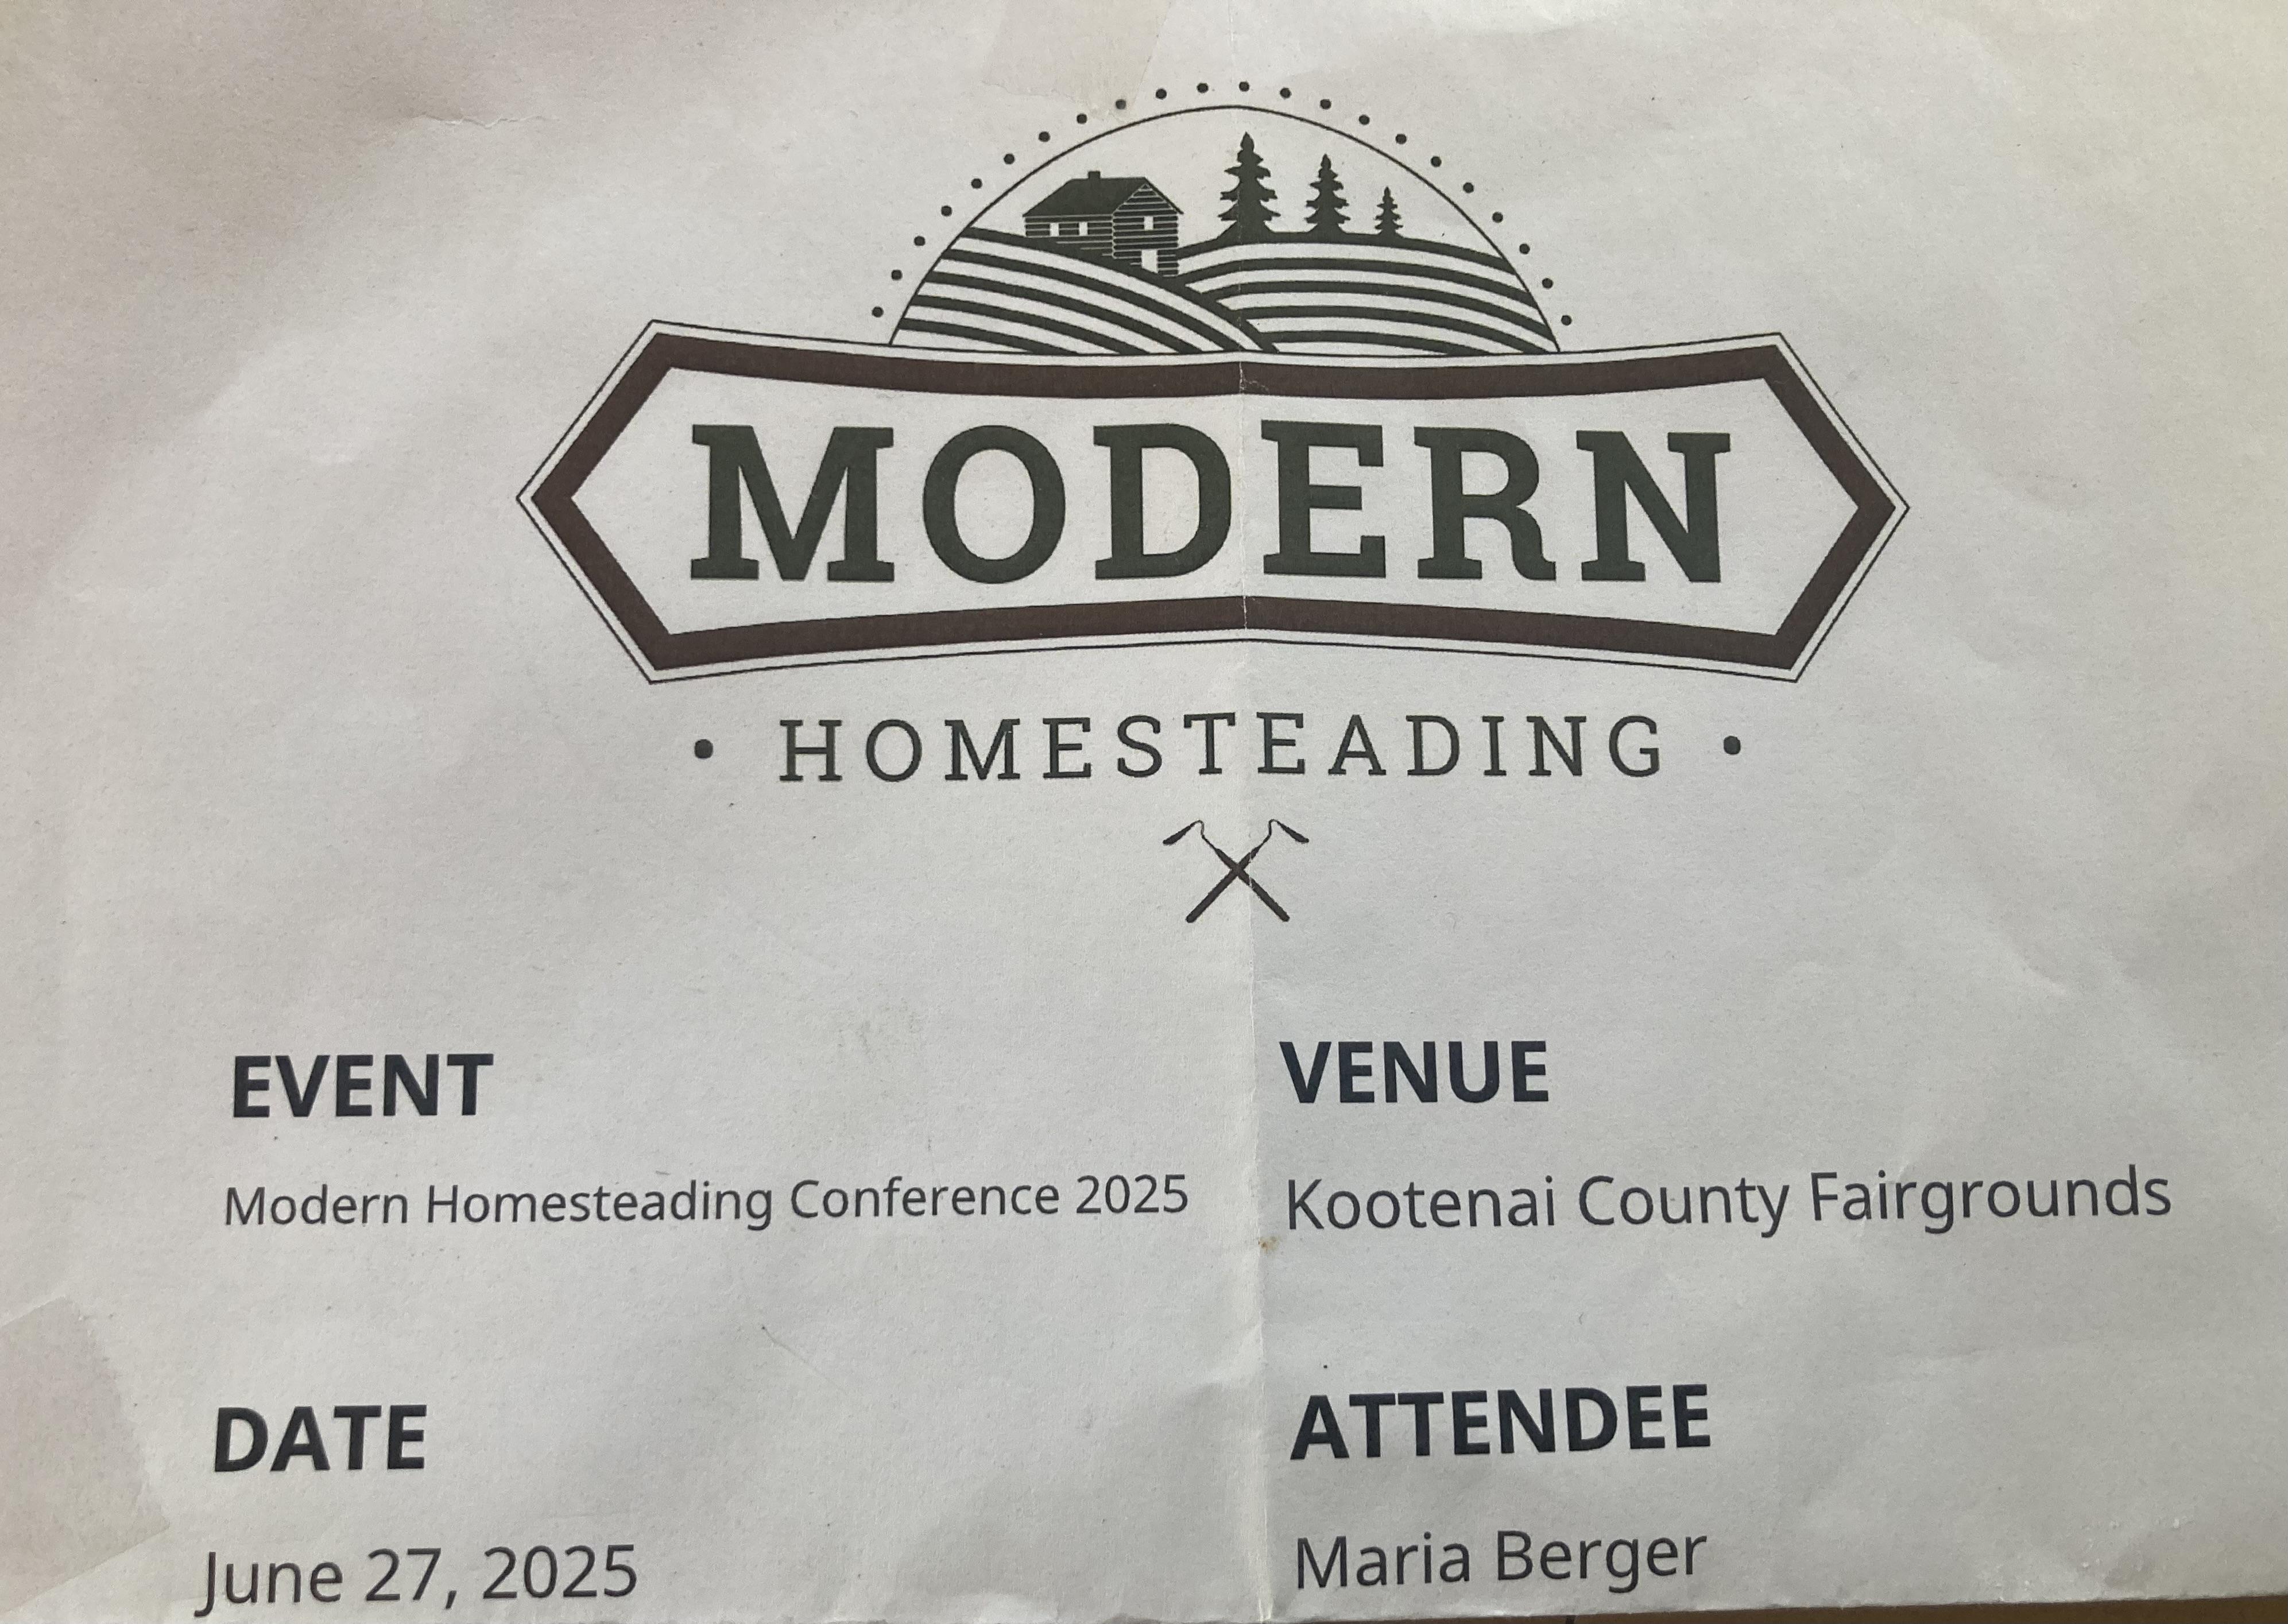 MODERN
• HOMESTEADING •
EVENT
Modern Homesteading Conference 2025
VENUE
Kootenai County Fairgrounds
DATE
June 27, 2025
ATTENDEE
Maria Berger